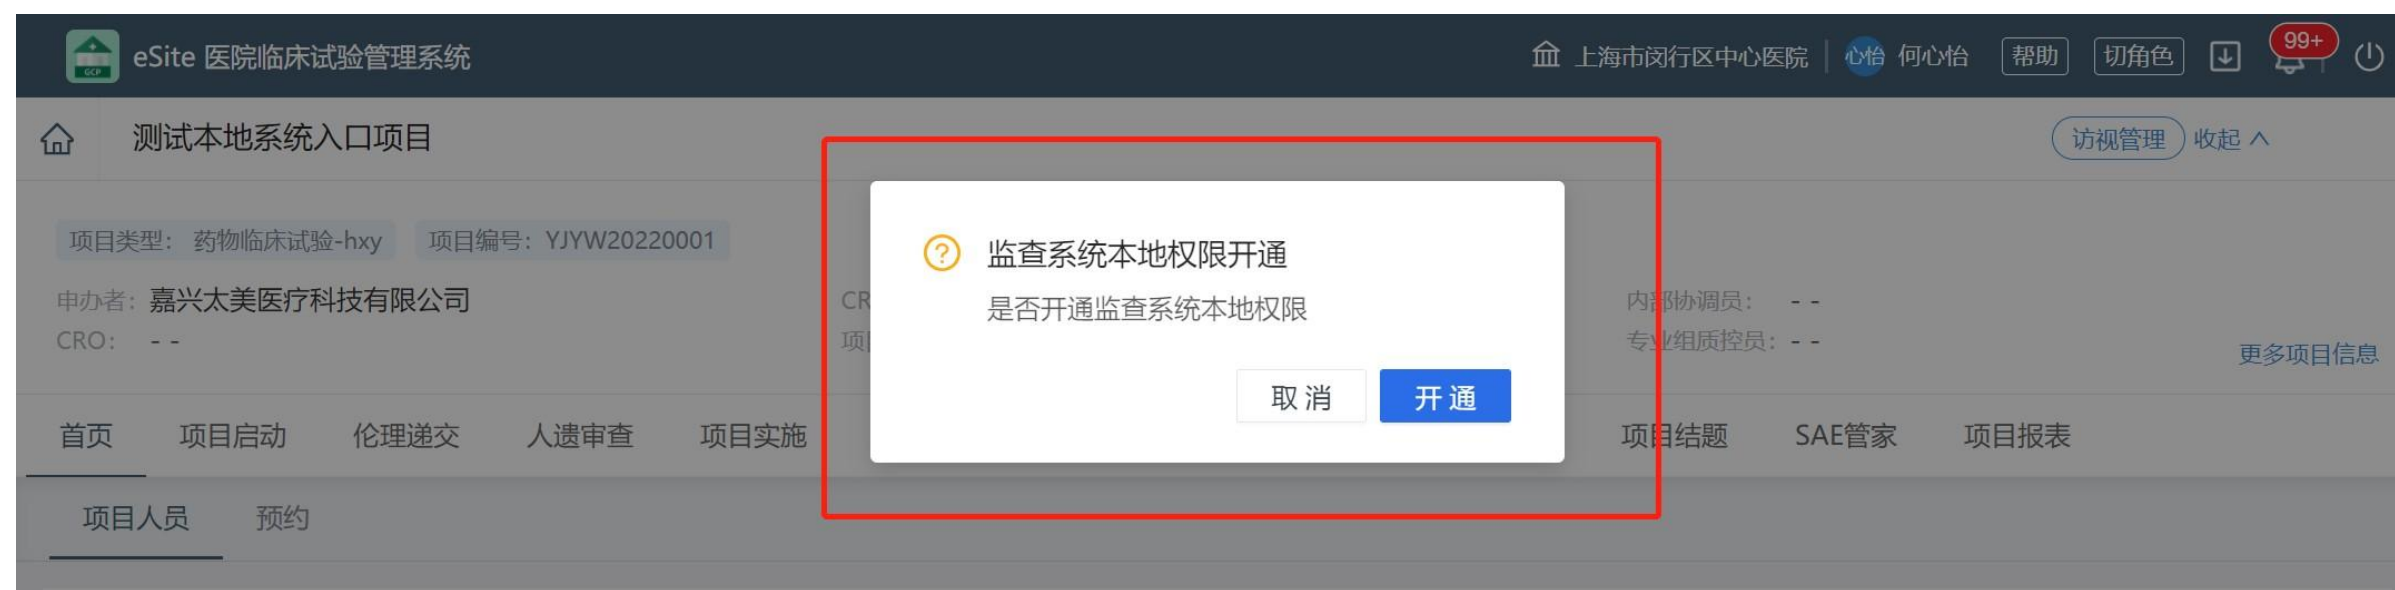 eSite 医院临床试验管理系统 上海市闵行区中心医院 心怡 何心怡 帮助 切角色 99+
GCP
测试本地系统入口项目 访视管理 收起
项目类型： 药物临床试验-hxy 项目编号：YJYW20220001
监查系统本地权限开通
是否开通监查系统本地权限
申办者：嘉兴太美医疗科技有限公司 CR 内部协调员： - -
CRO： - - 项 专业组质控员：- -
更多项目信息
取 消 开 通
首页 项目启动 伦理递交 人遗审查 项目实施 项目结题 SAE管家 项目报表
项目人员 预约